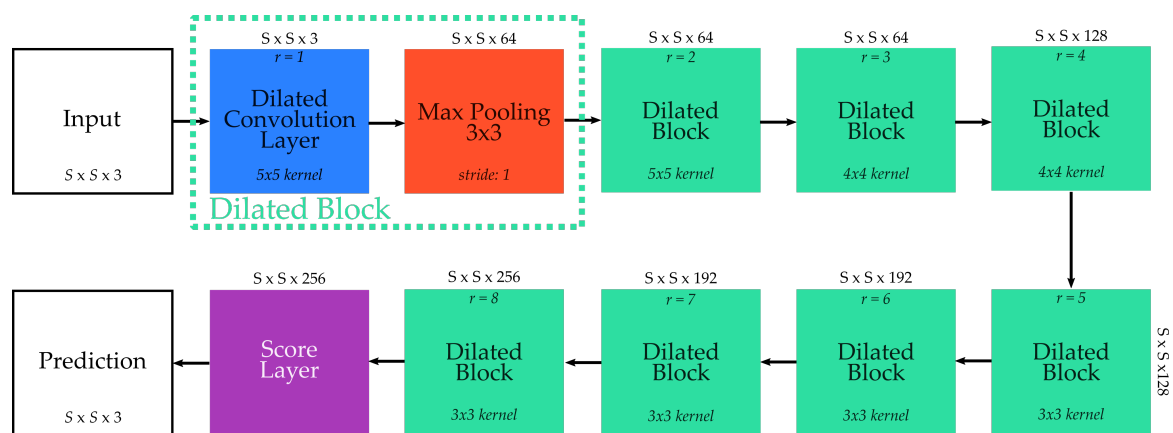 Input
S x S x 3
S x S x 3
r = 1
Dilated
Convolution
Layer
5x5 kernel
S x S x 64
Max Pooling
3x3
stride: 1
Dilated Block
S x S x 64
r = 2
Dilated
Block
5x5 kernel
S x S x 64
r = 3
Dilated
Block
4x4 kernel
S x S x 128
r = 4
Dilated
Block
4x4 kernel
S x S x128
r = 5
Dilated
Block
3x3 kernel
S x S x 192
r = 6
Dilated
Block
3x3 kernel
S x S x 192
r = 7
Dilated
Block
3x3 kernel
S x S x 256
r = 8
Dilated
Block
3x3 kernel
S x S x 256
Score
Layer
Prediction
S x S x 3